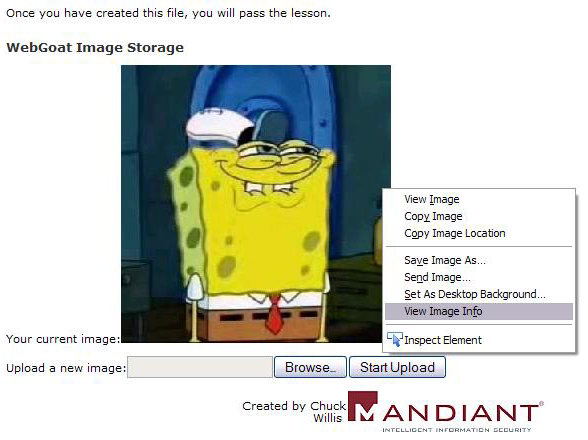 Once you have created this file, you will pass the lesson.
WebGoat Image Storage
View Image
Copy Image
Copy Image Location
Save Image As...
Send Image...
Set As Desktop Background...
View Image Info
Inspect Element
Your current image:
Upload a new image:
Browse..
Start Upload
Created by Chuck
Willis
MANDIANT®
INTELLIGENT INFORMATION SECURITY